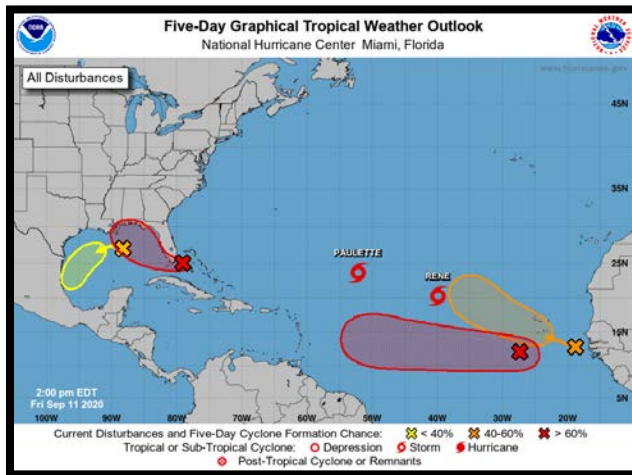 Five-Day Graphical Tropical Weather Outlook
National Hurricane Center Miami, Florida
NOAA
All Disturbances
www.hurricanes.gov
45N
35N
PAULETTE
25N
RENE
15N
5N
2:00 pm EDT
Fri Sep 11 2020
100W 90W 80W 70W 60W 50W 40W 30W 20W
Current Disturbances and Five-Day Cyclone Formation Chance: < 40% 40-60% > 60%
Tropical or Sub-Tropical Cyclone: Depression Storm Hurricane
Post-Tropical Cyclone or Remnants